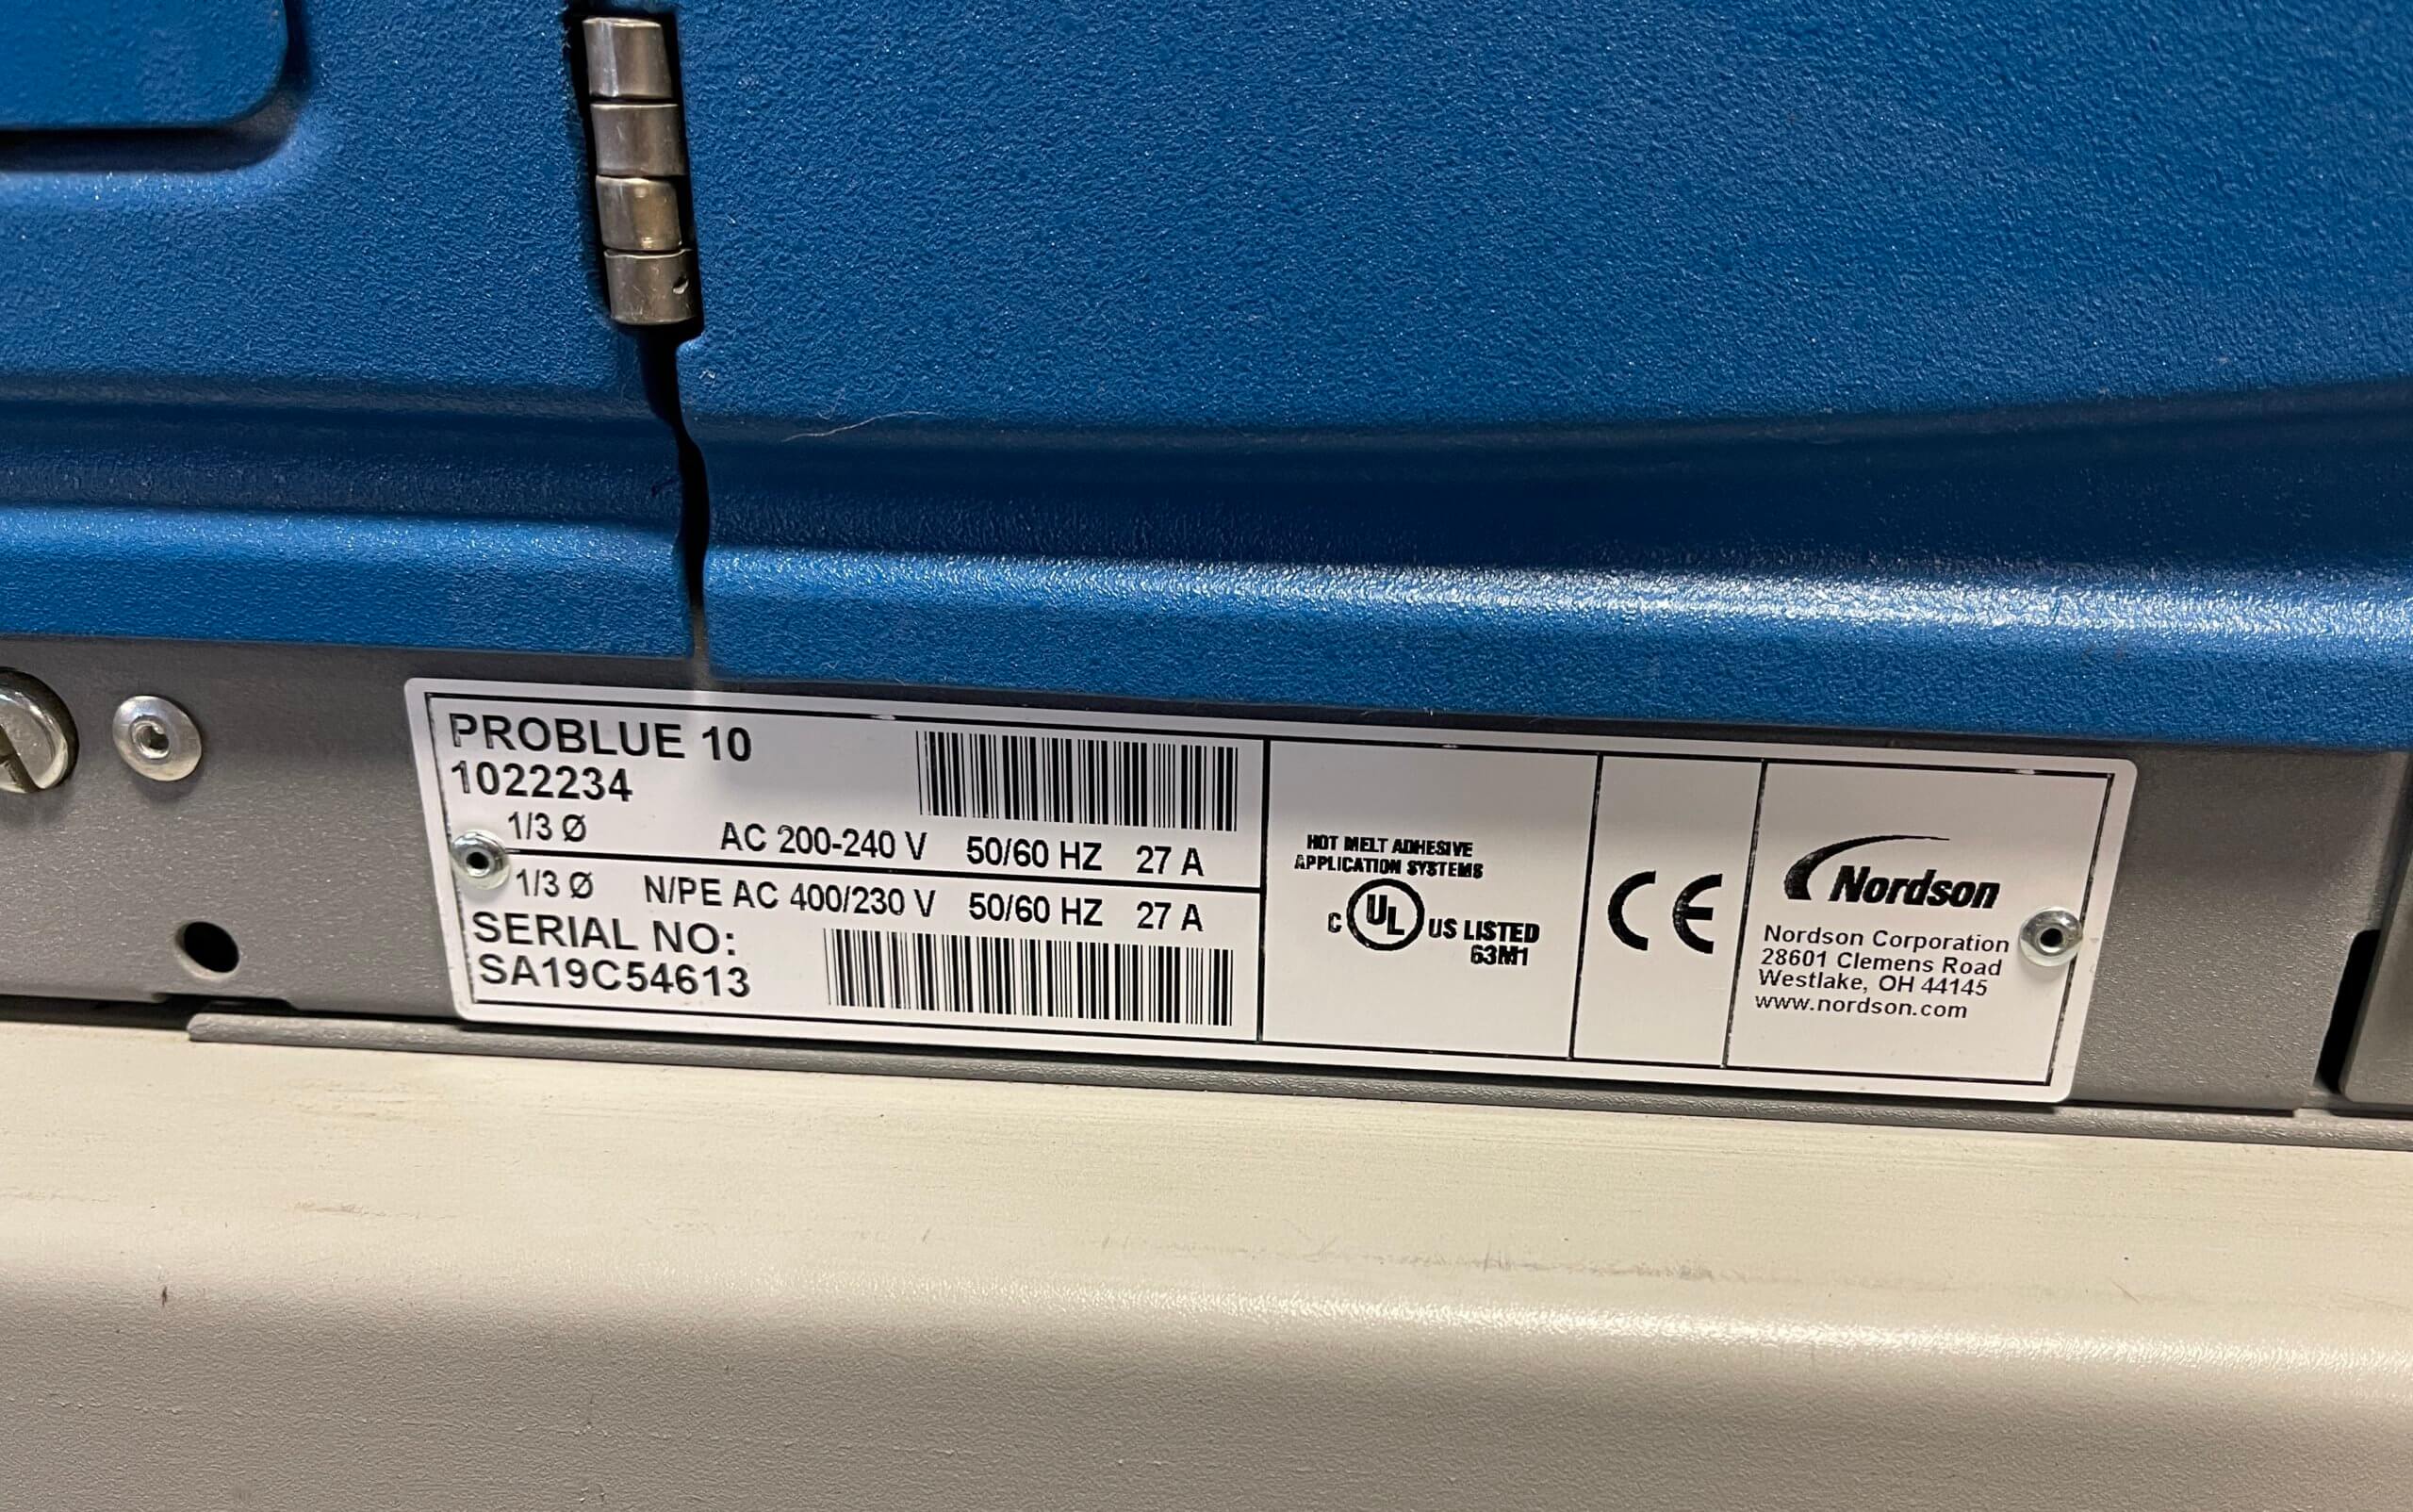 PROBLUE 10
1022234
1/3 Ø AC 200-240 V 50/60 HZ 27 A
1/3 Ø N/PE AC 400/230 V 50/60 HZ 27 A
SERIAL NO:
SA19C54613
HOT MELT ADHESIVE
APPLICATION SYSTEMS
C UL US LISTED
63M1
CE
Nordson
Nordson Corporation
28601 Clemens Road
Westlake, OH 44145
www.nordson.com